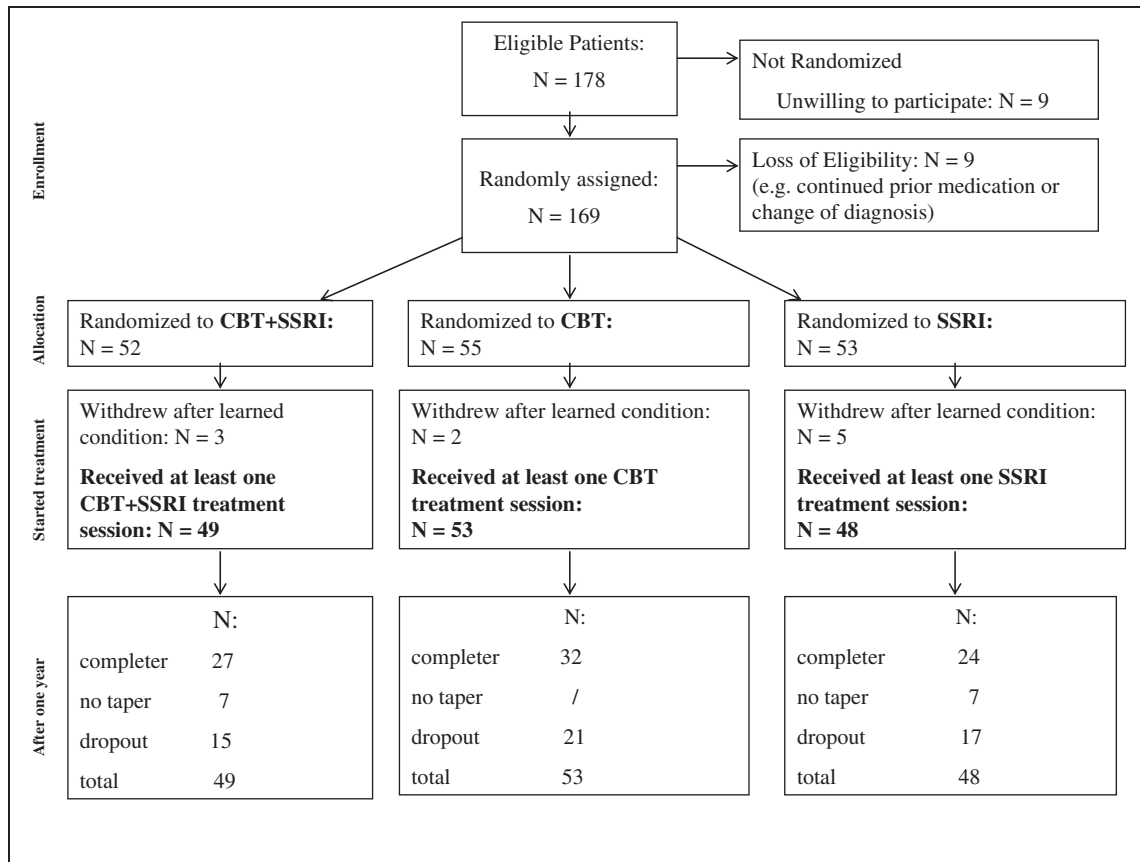 Enrollment
Eligible Patients:
N = 178
Not Randomized
Unwilling to participate: N = 9
Randomly assigned:
N = 169
Loss of Eligibility: N = 9
(e.g. continued prior medication or
change of diagnosis)
Allocation
Randomized to CBT+SSRI:
N = 52
Randomized to CBT:
N = 55
Randomized to SSRI:
N = 53
Started treatment
Withdrew after learned
condition: N = 3
Received at least one
CBT+SSRI treatment
session: N = 49
Withdrew after learned condition:
N = 2
Received at least one CBT
treatment session:
N = 53
Withdrew after learned condition:
N = 5
Received at least one SSRI
treatment session:
N = 48
After one year
N:
completer 27
no taper 7
dropout 15
total 49
N:
completer 32
no taper /
dropout 21
total 53
N:
completer 24
no taper 7
dropout 17
total 48